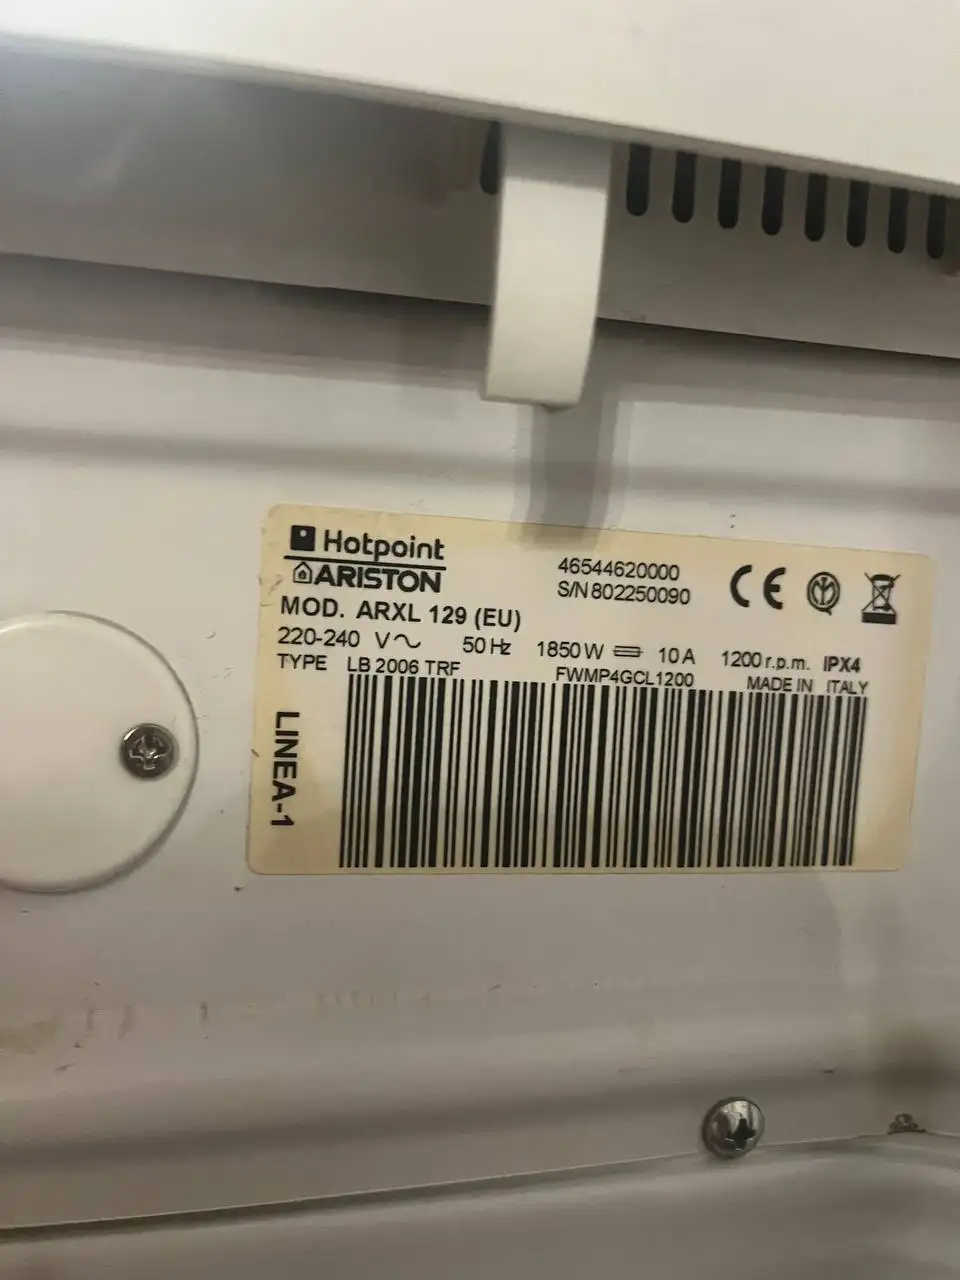 Hotpoint
ARISTON
46544620000
S/N 802250090
CE
MOD. ARXL 129 (EU)
220-240 V~ 50 Hz 1850 W 10 A 1200 r.p.m. IPX4
TYPE LB 2006 TRF FWMP4GCL1200 MADE IN ITALY
LINEA-1